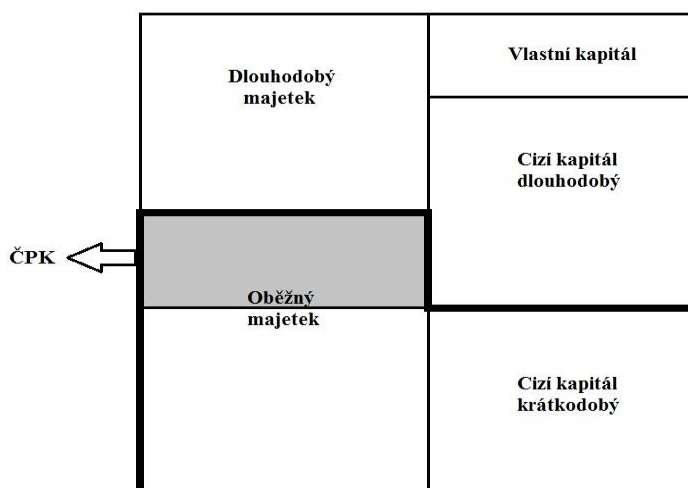 Dlouhodobý
majetek
Vlastní kapitál
Cizí kapitál
dlouhodobý
ČPK
Oběžný
majetek
Cizí kapitál
krátkodobý